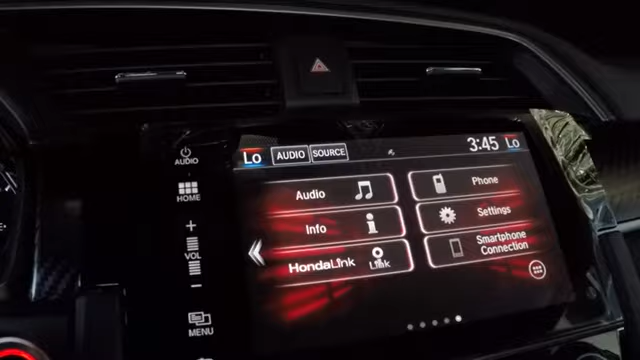 AUDIO
HOME
+
VOL
−
MENU
Lo AUDIO SOURCE 3:45 Lo
Audio
Info
HondaLink
Link
Phone
Settings
Smartphone
Connection